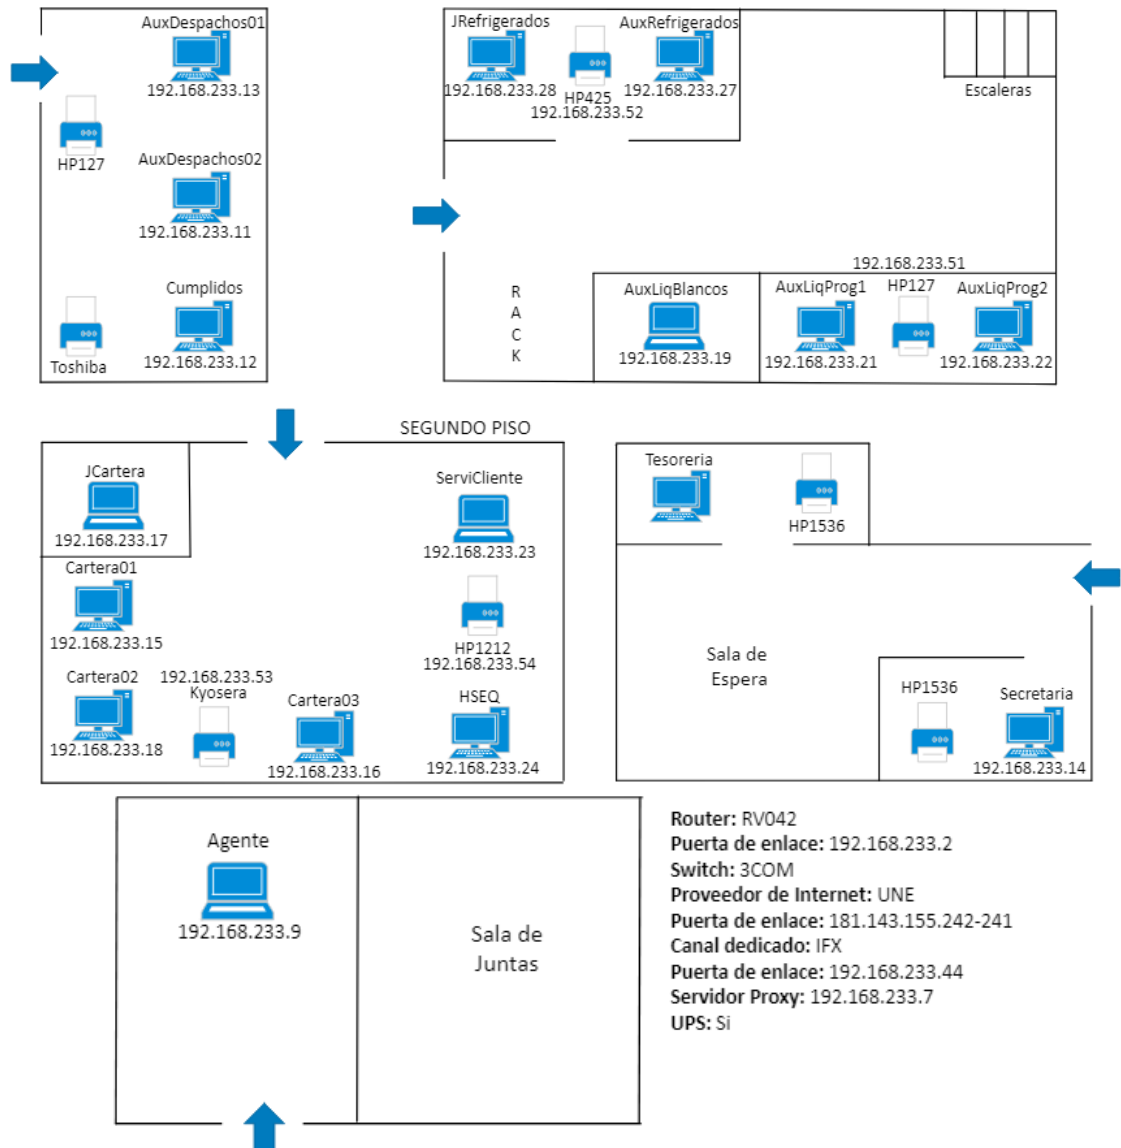 AuxDespachos01
192.168.233.13
HP127
AuxDespachos02
192.168.233.11
Cumplidos
Toshiba
192.168.233.12
JRefrigerados
AuxRefrigerados
192.168.233.28
HP425
192.168.233.27
192.168.233.52
Escaleras
R
A
C
K
AuxLiqBlancos
192.168.233.19
192.168.233.51
AuxLiqProg1
HP127
AuxLiqProg2
192.168.233.21
192.168.233.22
SEGUNDO PISO
JCartera
192.168.233.17
ServiCliente
192.168.233.23
Cartera01
192.168.233.15
HP1212
192.168.233.54
Cartera02
192.168.233.18
192.168.233.53
Kyosera
Cartera03
192.168.233.16
HSEQ
192.168.233.24
Tesoreria
HP1536
Sala de
Espera
HP1536
Secretaria
192.168.233.14
Agente
192.168.233.9
Sala de
Juntas
Router: RV042
Puerta de enlace: 192.168.233.2
Switch: 3COM
Proveedor de Internet: UNE
Puerta de enlace: 181.143.155.242-241
Canal dedicado: IFX
Puerta de enlace: 192.168.233.44
Servidor Proxy: 192.168.233.7
UPS: Si